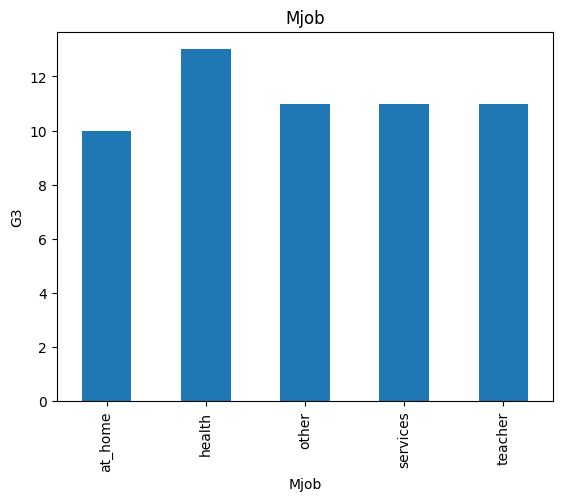 Mjob
G3
12
10
8
6
4
2
0
at_home
health
other
services
teacher
Mjob